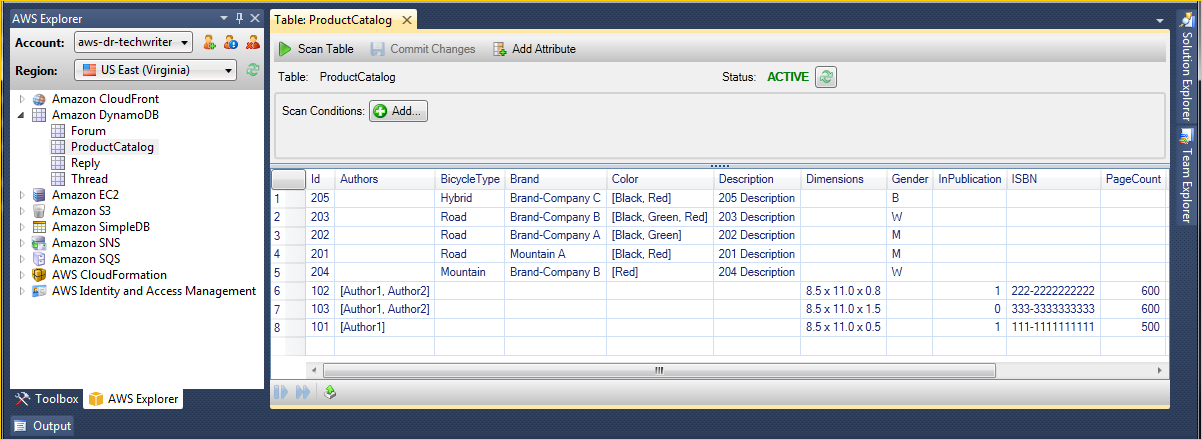 AWS Explorer
Account: aws-dr-techwriter
Region: US East (Virginia)
Amazon CloudFront
Amazon DynamoDB
Forum
ProductCatalog
Reply
Thread
Amazon EC2
Amazon S3
Amazon SimpleDB
Amazon SNS
Amazon SQS
AWS CloudFormation
AWS Identity and Access Management
Toolbox AWS Explorer
Output
Table: ProductCatalog
Scan Table Commit Changes Add Attribute
Table: ProductCatalog Status: ACTIVE
Scan Conditions: Add...
Id Authors BicycleType Brand Color Description Dimensions Gender InPublication ISBN PageCount
1 205 Hybrid Brand-Company C [Black, Red] 205 Description B
2 203 Road Brand-Company B [Black, Green, Red] 203 Description W
3 202 Road Brand-Company A [Black, Green] 202 Description M
4 201 Road Mountain A [Black, Red] 201 Description M
5 204 Mountain Brand-Company B [Red] 204 Description W
6 102 [Author1, Author2] 8.5 x 11.0 x 0.8 1 222-2222222222 600
7 103 [Author1, Author2] 8.5 x 11.0 x 1.5 0 333-3333333333 600
8 101 [Author1] 8.5 x 11.0 x 0.5 1 111-1111111111 500
Solution Explorer
Team Explorer